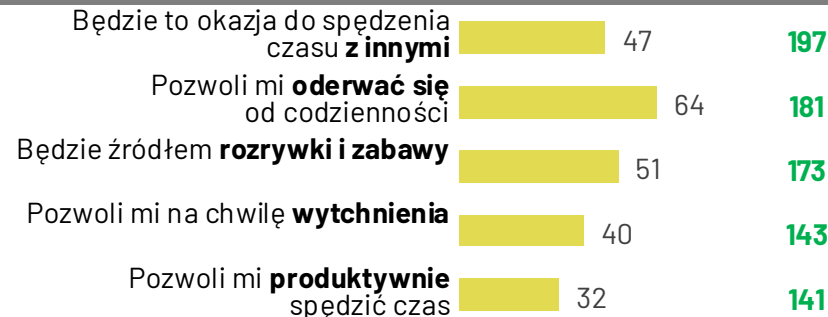 Będzie to okazja do spędzenia
czasu z innymi 47 197
Pozwoli mi oderwać się
od codzienności 64 181
Będzie źródłem rozrywki i zabawy 51 173
Pozwoli mi na chwilę wytchnienia 40 143
Pozwoli mi produktywnie
spędzić czas 32 141